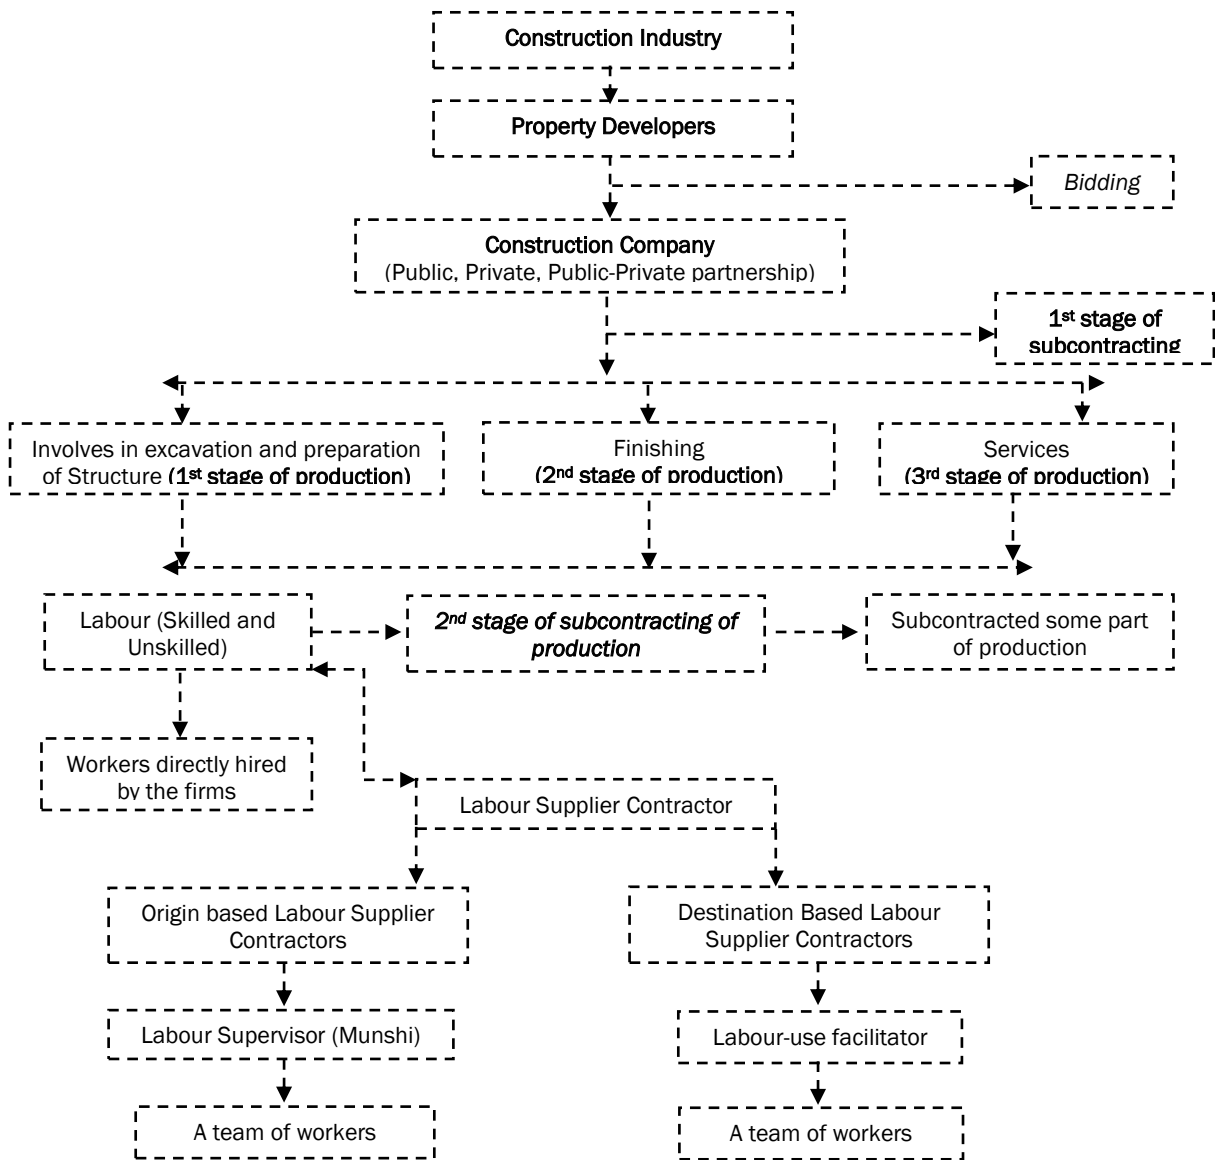 Construction Industry
Property Developers
Bidding
Construction Company
(Public, Private, Public-Private partnership)
1st stage of
subcontracting
Involves in excavation and preparation
of Structure (1st stage of production)
Finishing
(2nd stage of production)
Services
(3rd stage of production)
Labour (Skilled and
Unskilled)
2nd stage of subcontracting of
production
Subcontracted some part
of production
Workers directly hired
by the firms
Labour Supplier Contractor
Origin based Labour Supplier
Contractors
Destination Based Labour
Supplier Contractors
Labour Supervisor (Munshi)
Labour-use facilitator
A team of workers
A team of workers